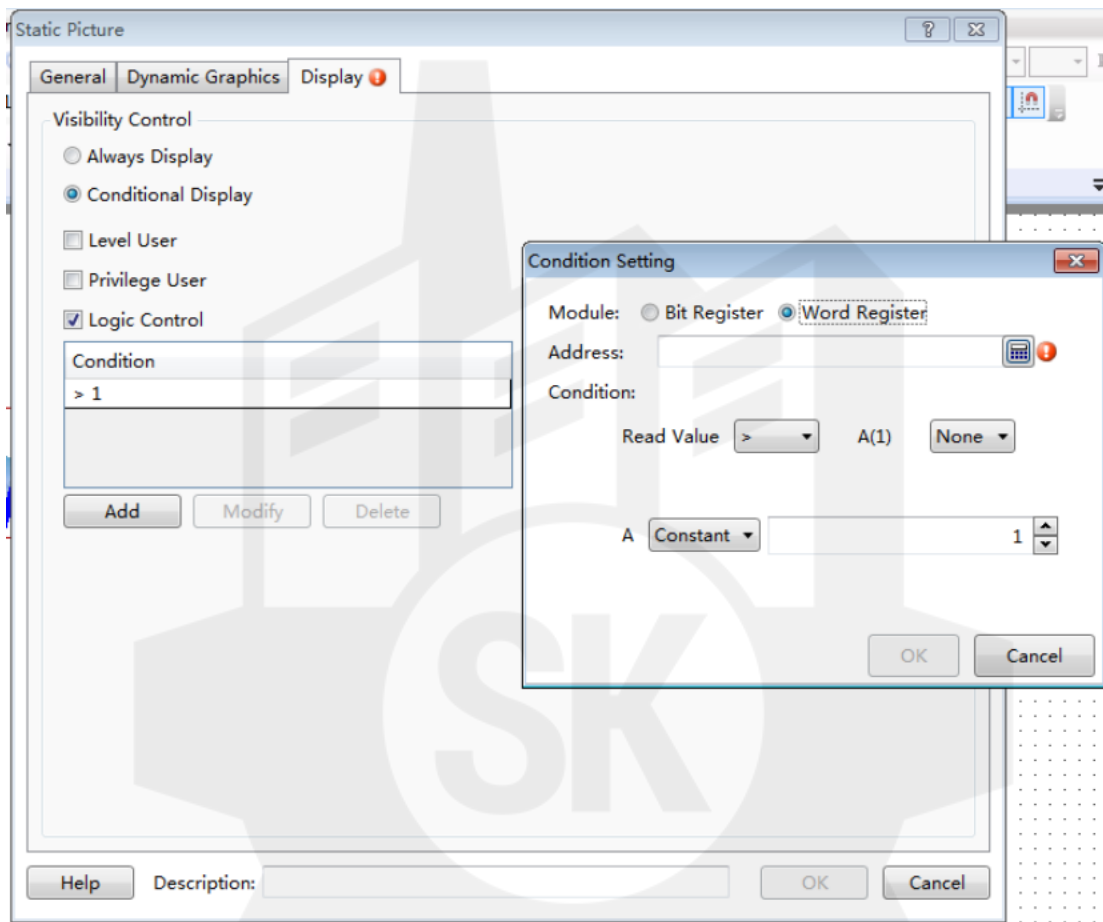 Static Picture
General Dynamic Graphics Display
Visibility Control
Always Display
Conditional Display
Level User
Privilege User
Logic Control
Condition
> 1
Add Modify Delete
Condition Setting
Module: Bit Register Word Register
Address:
Condition:
Read Value > A(1) None
A Constant 1
OK Cancel
SK
Help Description: OK Cancel